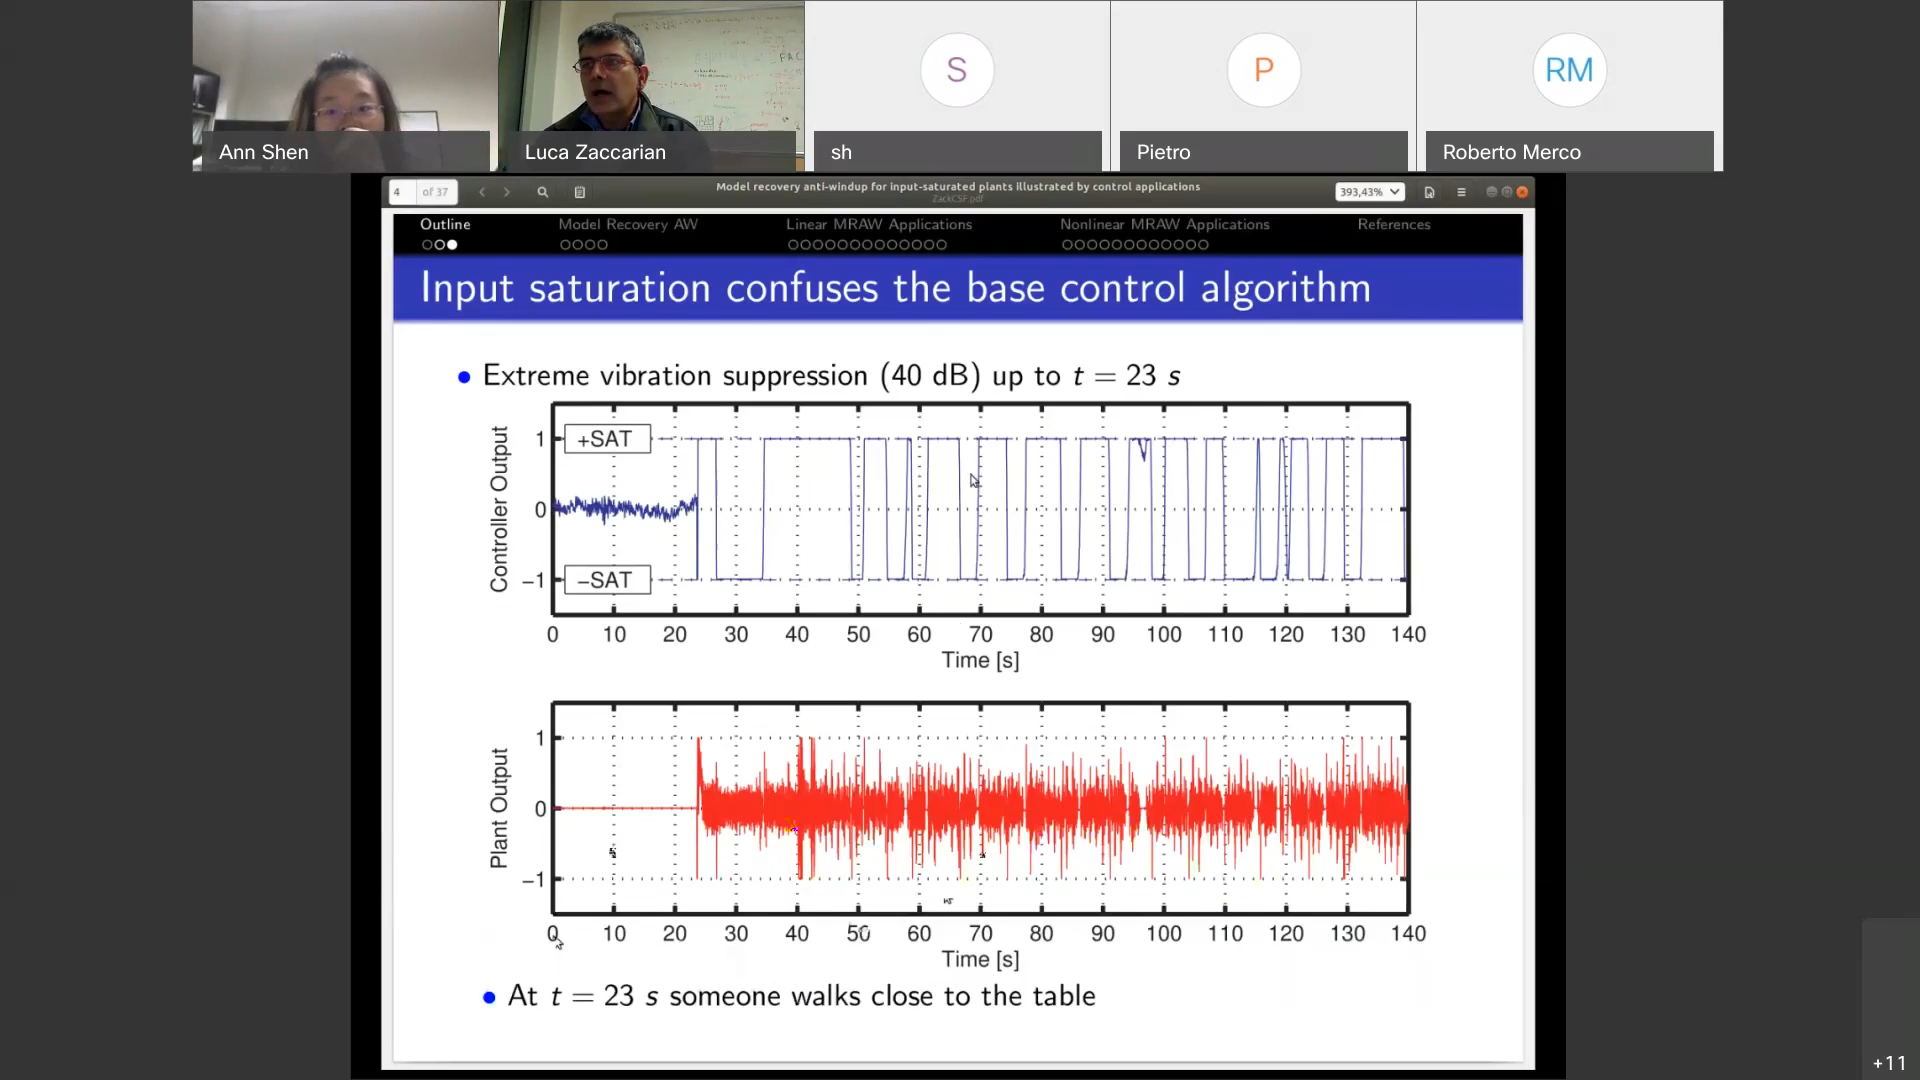 S
P
RM
Ann Shen
Luca Zaccarian
sh
Pietro
Roberto Merco
4 of 37
Model recovery anti-windup for input-saturated plants illustrated by control applications
ZackCSF.pdf
393,43%
Outline
Model Recovery AW
Linear MRAW Applications
Nonlinear MRAW Applications
References
Input saturation confuses the base control algorithm
• Extreme vibration suppression (40 dB) up to t = 23 s
Controller Output
1
0
−1
+SAT
−SAT
0 10 20 30 40 50 60 70 80 90 100 110 120 130 140
Time [s]
Plant Output
1
0
−1
0 10 20 30 40 50 60 70 80 90 100 110 120 130 140
Time [s]
• At t = 23 s someone walks close to the table
+11